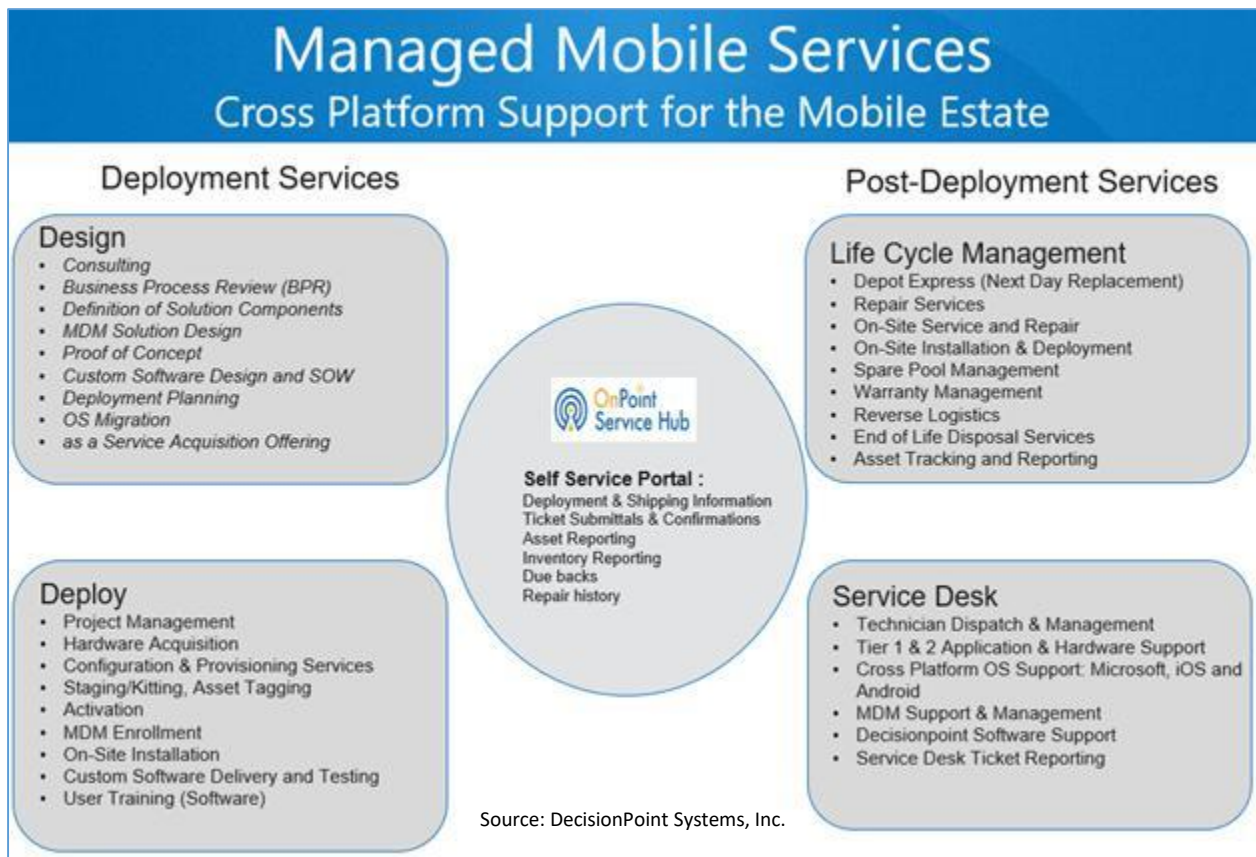 Managed Mobile Services
Cross Platform Support for the Mobile Estate
Deployment Services
Design
• Consulting
• Business Process Review (BPR)
• Definition of Solution Components
• MDM Solution Design
• Proof of Concept
• Custom Software Design and SOW
• Deployment Planning
• OS Migration
• as a Service Acquisition Offering
Deploy
• Project Management
• Hardware Acquisition
• Configuration & Provisioning Services
• Staging/Kitting, Asset Tagging
• Activation
• MDM Enrollment
• On-Site Installation
• Custom Software Delivery and Testing
• User Training (Software)
OnPoint
Service Hub
Self Service Portal :
Deployment & Shipping Information
Ticket Submittals & Confirmations
Asset Reporting
Inventory Reporting
Due backs
Repair history
Post-Deployment Services
Life Cycle Management
• Depot Express (Next Day Replacement)
• Repair Services
• On-Site Service and Repair
• On-Site Installation & Deployment
• Spare Pool Management
• Warranty Management
• Reverse Logistics
• End of Life Disposal Services
• Asset Tracking and Reporting
Service Desk
• Technician Dispatch & Management
• Tier 1 & 2 Application & Hardware Support
• Cross Platform OS Support: Microsoft, iOS and
Android
• MDM Support & Management
• Decisionpoint Software Support
• Service Desk Ticket Reporting
Source: DecisionPoint Systems, Inc.